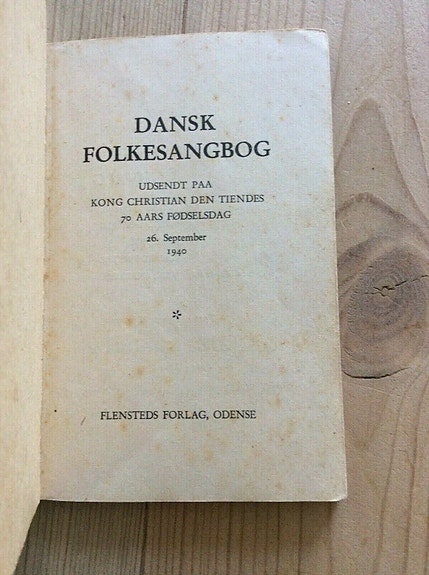 DANSK
FOLKESANGBOG
UDSENDT PAA
KONG CHRISTIAN DEN TIENDES
70 AARS FØDSELSDAG
26. September
1940
*
FLENSTEDS FORLAG, ODENSE